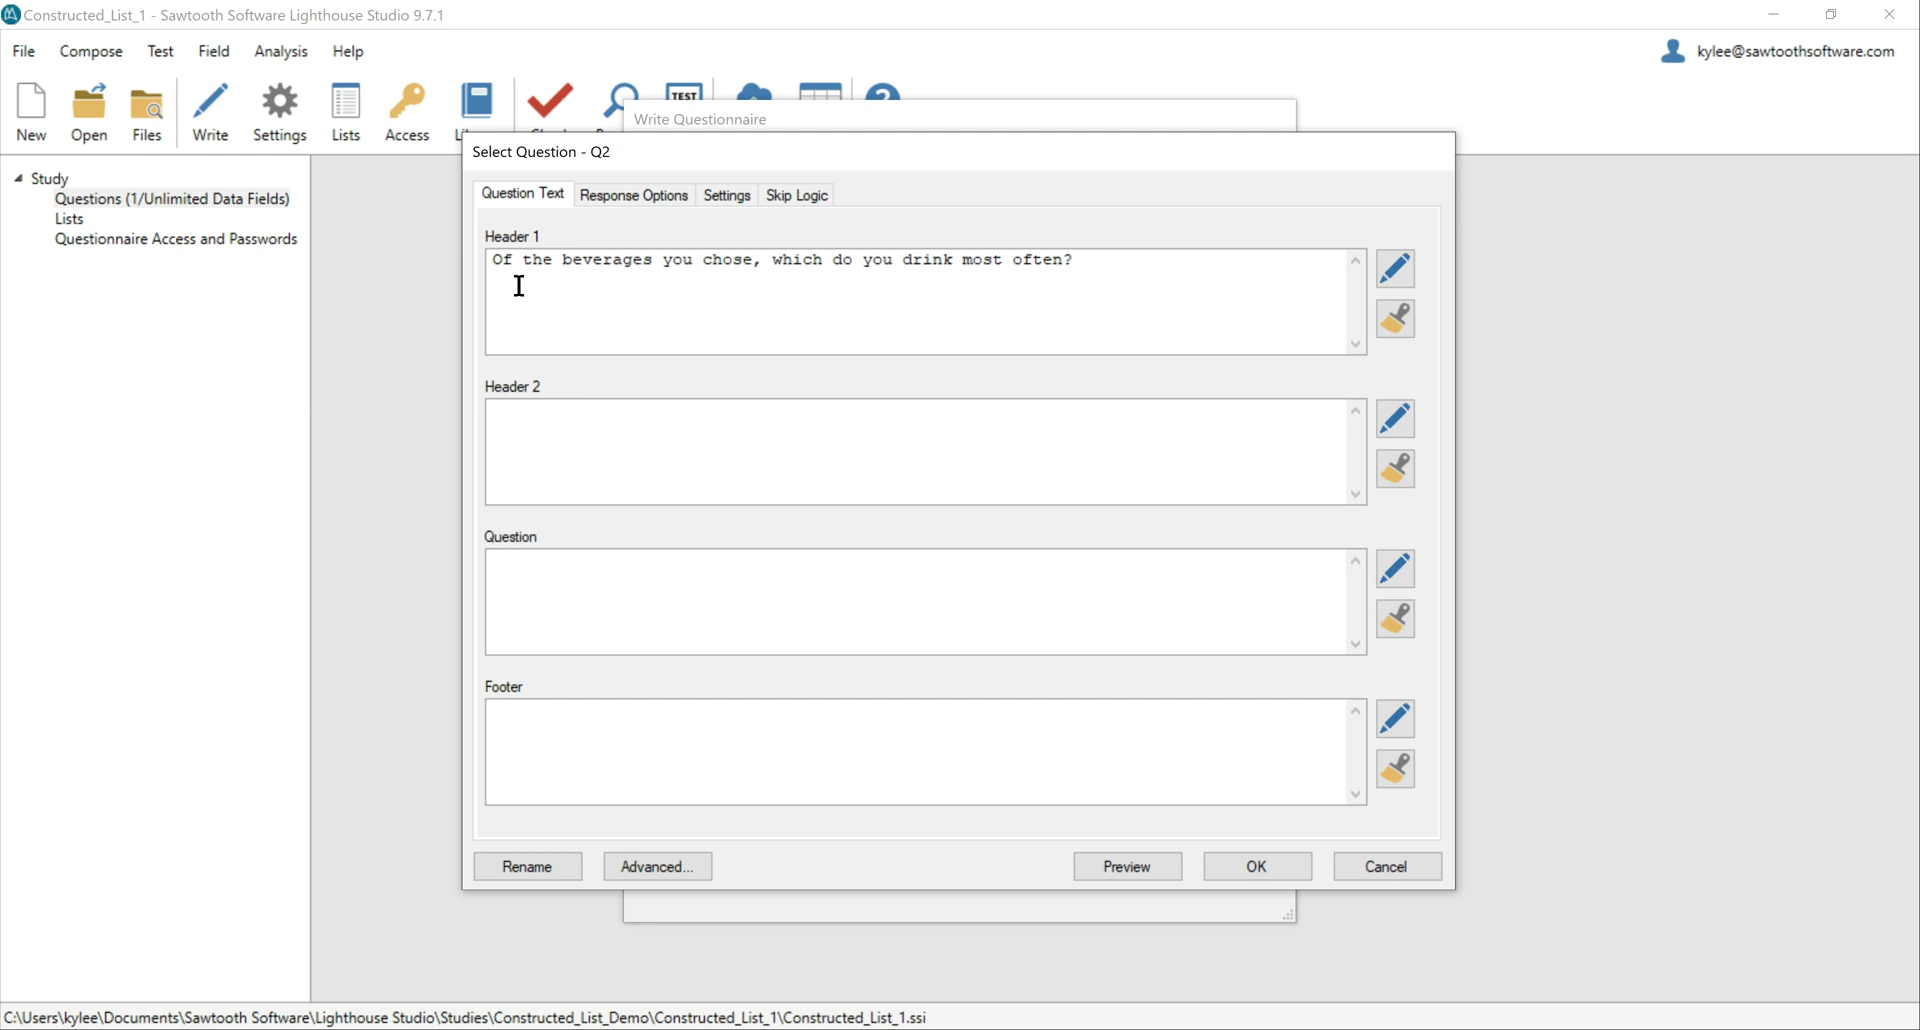 Constructed_List_1 - Sawtooth Software Lighthouse Studio 9.7.1
File Compose Test Field Analysis Help
kylee@sawtoothsoftware.com
TEST
New Open Files Write Settings Lists Access
Write Questionnaire
Select Question - Q2
Study
Questions (1/Unlimited Data Fields)
Lists
Questionnaire Access and Passwords
Question Text Response Options Settings Skip Logic
Header 1
Of the beverages you chose, which do you drink most often?
Header 2
Question
Footer
Rename Advanced... Preview OK Cancel
C:\Users\kylee\Documents\Sawtooth Software\Lighthouse Studio\Studies\Constructed_List_Demo\Constructed_List_1\Constructed_List_1.ssi